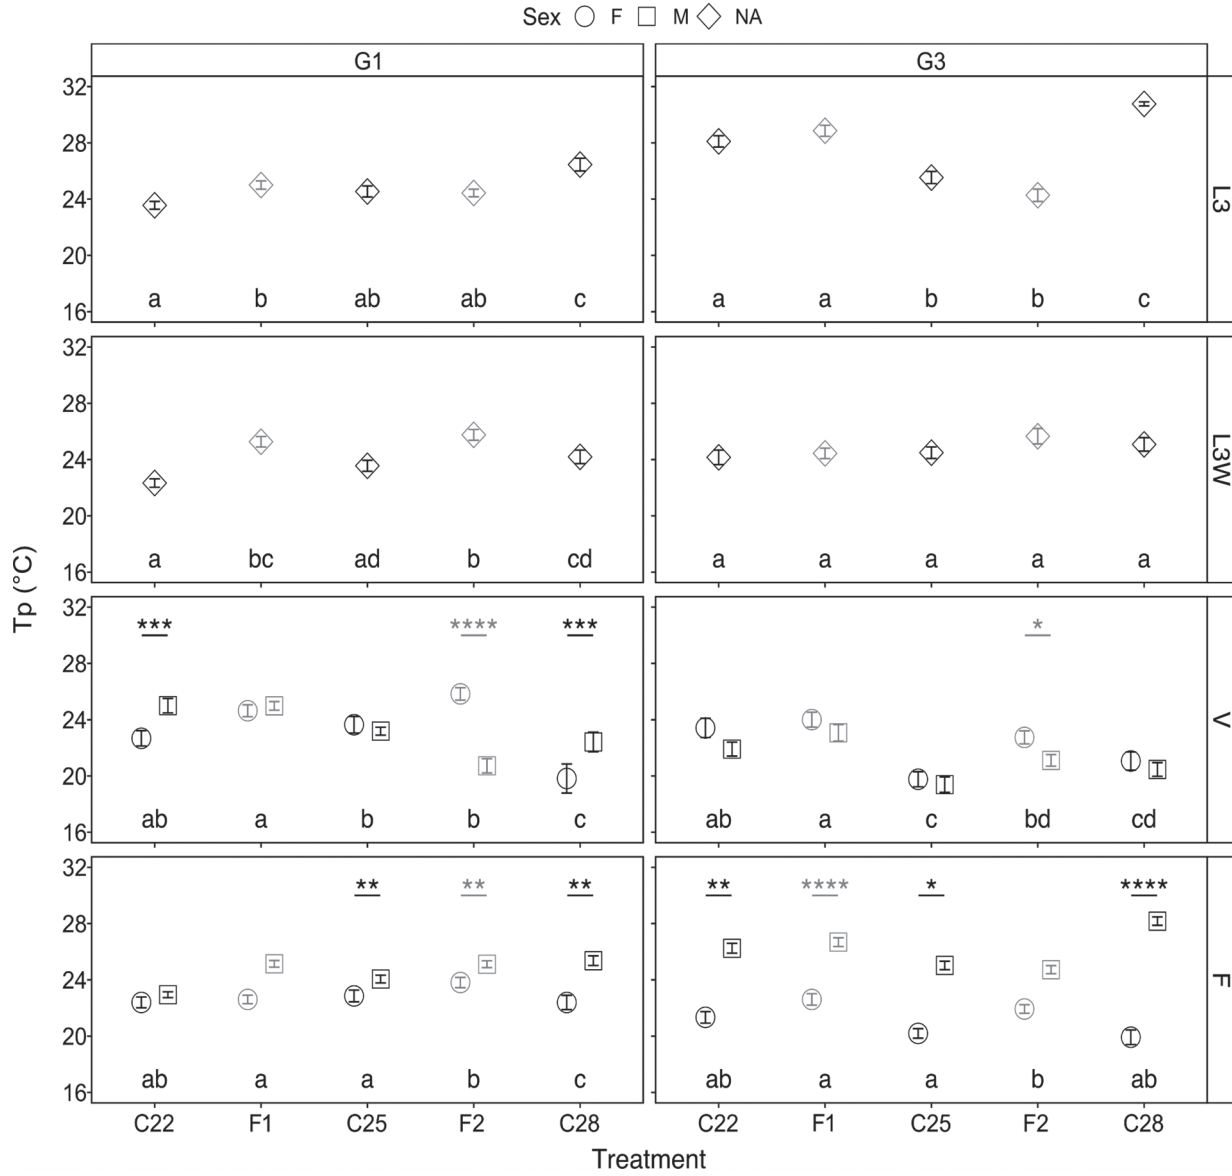 Sex F M NA
G1 G3
32
28
24
20
16
a b ab ab c
a a b b c
L3
32
28
24
20
16
a bc ad b cd
a a a a a
L3W
Tp (°C)
32
28
24
20
16
*** **** ***
*
ab a b b c
ab a c bd cd
V
32
28
24
20
16
** ** **
** **** * ****
ab a a b c
ab a a b ab
F
C22 F1 C25 F2 C28
C22 F1 C25 F2 C28
Treatment